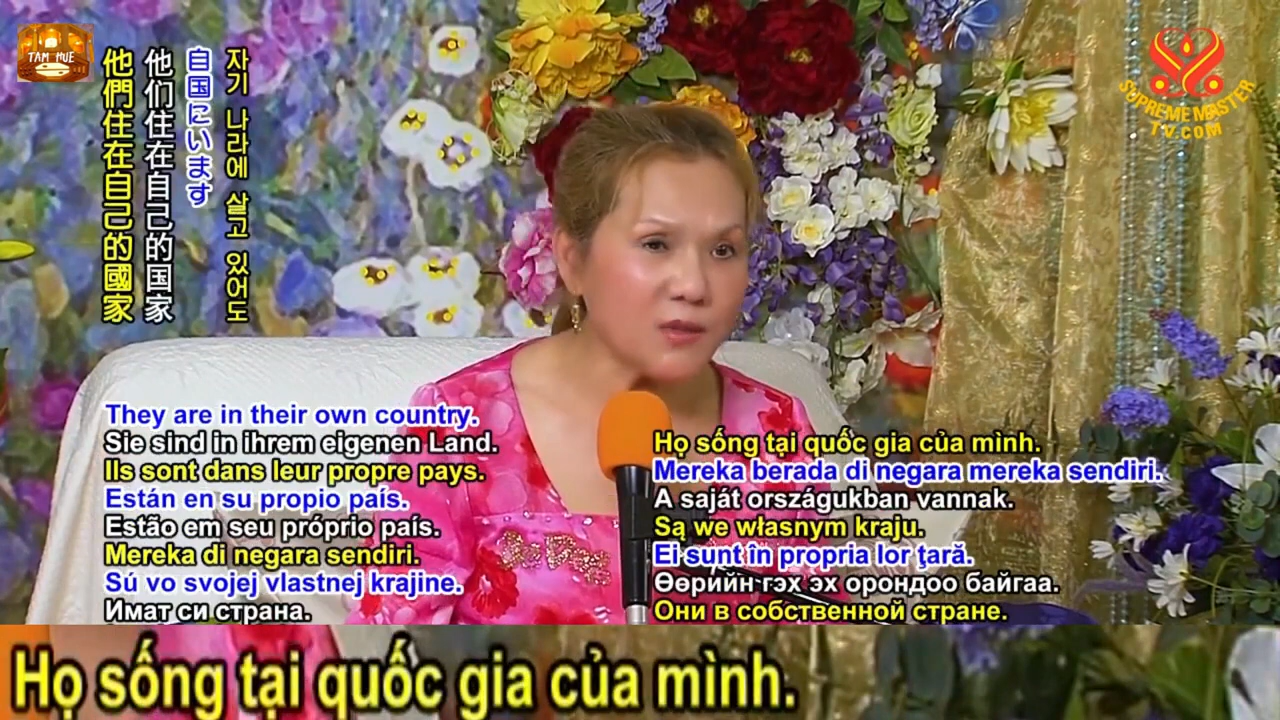 TAM HUE
SUPREME MASTER
TV.COM
자기 나라에 살고 있어도
自国にいます
他们住在自己的国家
他們住在自己的國家
They are in their own country.
Sie sind in ihrem eigenen Land.
Ils sont dans leur propre pays.
Están en su propio país.
Estão em seu próprio país.
Mereka di negara sendiri.
Sú vo svojej vlastnej krajine.
Имат си страна.
Họ sống tại quốc gia của mình.
Mereka berada di negara mereka sendiri.
A saját országukban vannak.
Są we własnym kraju.
Ei sunt în propria lor ţară.
Өөрийн гэх эх орондоо байгаа.
Они в собственной стране.
Họ sống tại quốc gia của mình.